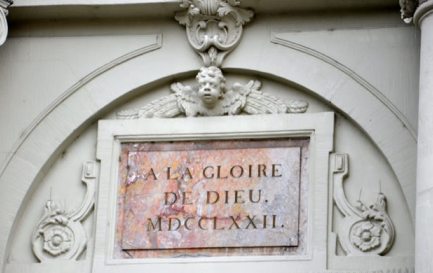 A LA GLOIRE
DE DIEU.
MDCCLXXII.